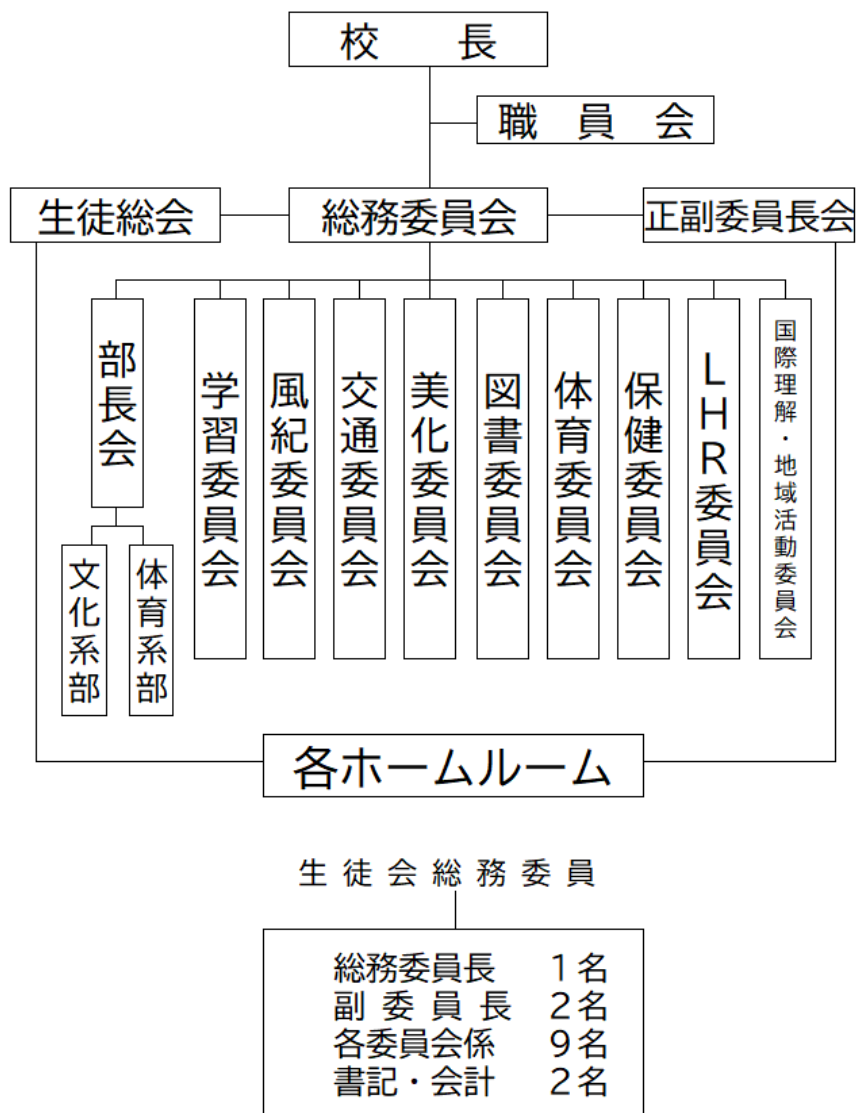 校　長
職　員　会
生徒総会
総務委員会
正副委員長会
部長会
学習委員会
風紀委員会
交通委員会
美化委員会
図書委員会
体育委員会
保健委員会
LHR委員会
国際理解・地域活動委員会
文化系部
体育系部
各ホームルーム
生徒会総務委員
総務委員長　１名
副委員長　２名
各委員会係　９名
書記・会計　２名